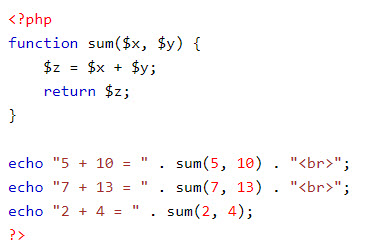 <?php
function sum($x, $y) {
    $z = $x + $y;
    return $z;
}

echo "5 + 10 = " . sum(5, 10) . "<br>";
echo "7 + 13 = " . sum(7, 13) . "<br>";
echo "2 + 4 = " . sum(2, 4);
?>